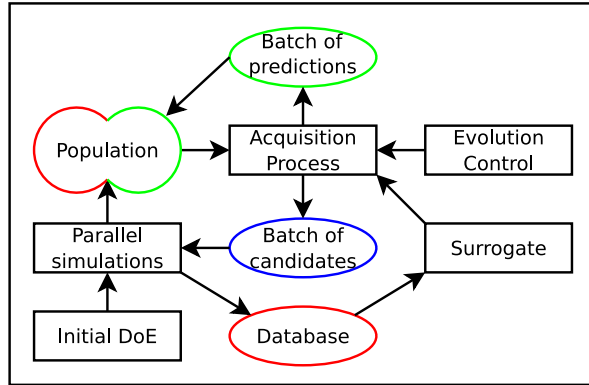 Batch of
predictions
Population
Acquisition
Process
Evolution
Control
Parallel
simulations
Batch of
candidates
Surrogate
Initial DoE
Database